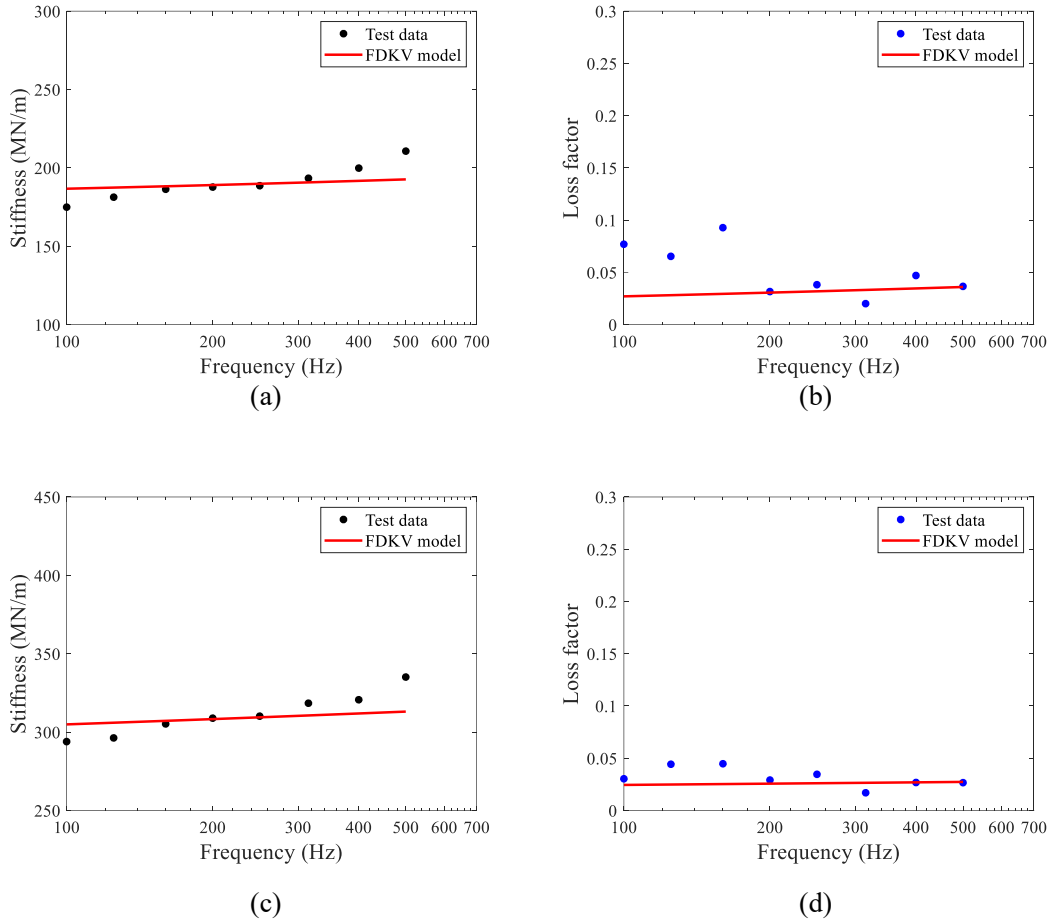 300
250
200
150
100
Stiffness (MN/m)
Test data
FDKV model
100 200 300 400 500 600 700
Frequency (Hz)
(a)
0.3
0.25
0.2
0.15
0.1
0.05
0
Loss factor
Test data
FDKV model
100 200 300 400 500 600 700
Frequency (Hz)
(b)
450
400
350
300
250
Stiffness (MN/m)
Test data
FDKV model
100 200 300 400 500 600 700
Frequency (Hz)
(c)
0.3
0.25
0.2
0.15
0.1
0.05
0
Loss factor
Test data
FDKV model
100 200 300 400 500 600 700
Frequency (Hz)
(d)